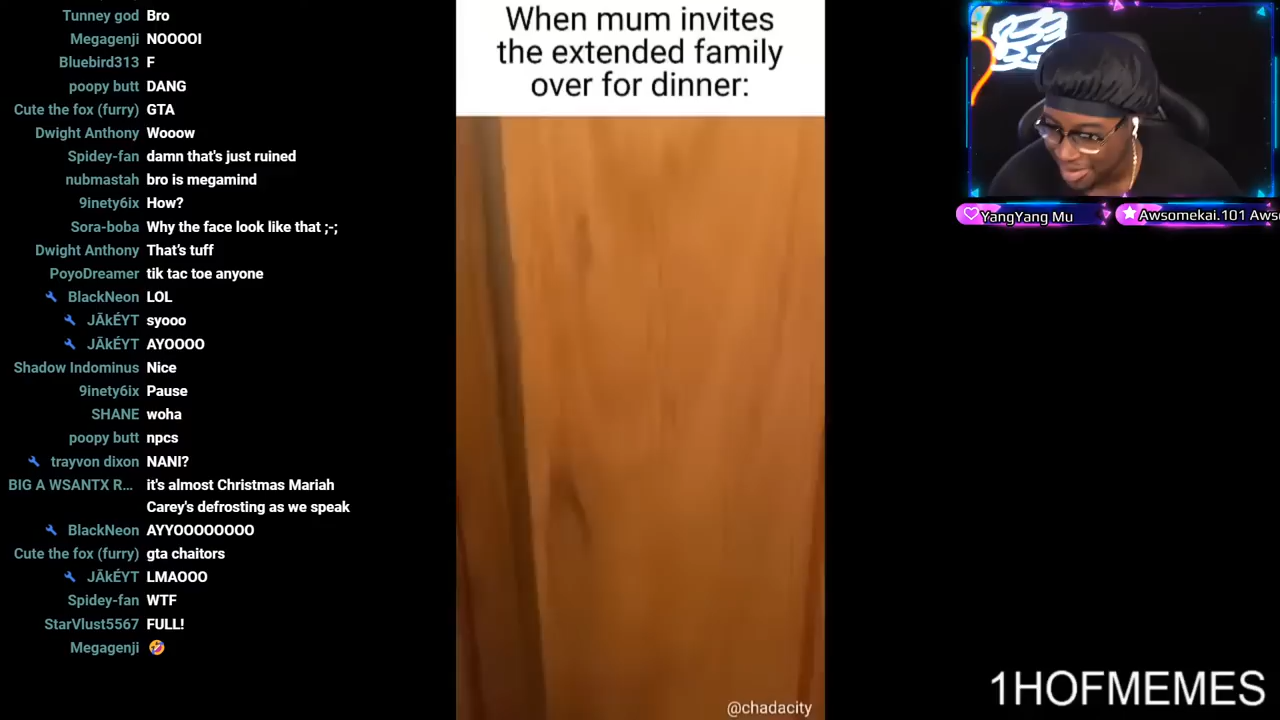 Tunney god Bro
Megagenji NOOOOI
Bluebird313 F
poopy butt DANG
Cute the fox (furry) GTA
Dwight Anthony Wooow
Spidey-fan damn that's just ruined
nubmastah bro is megamind
9inety6ix How?
Sora-boba Why the face look like that ;-;
Dwight Anthony That's tuff
PoyoDreamer tik tac toe anyone
BlackNeon LOL
JÃkÉYT syooo
JÃkÉYT AYOOOO
Shadow Indominus Nice
9inety6ix Pause
SHANE woha
poopy butt npcs
trayvon dixon NANI?
BIG A WSANTX R... it's almost Christmas Mariah
Carey's defrosting as we speak
BlackNeon AYYOOOOOOOO
Cute the fox (furry) gta chaitors
JÃkÉYT LMAOOO
Spidey-fan WTF
StarVlust5567 FULL!
Megagenji 🤣
When mum invites
the extended family
over for dinner:
@chadacity
YangYang Mu
Awsomekai.101 Aws
1HOFMEMES